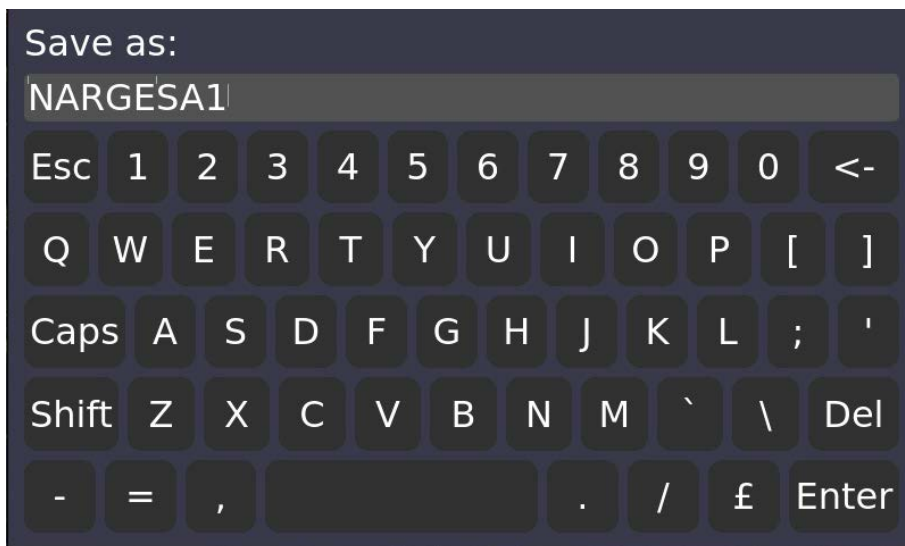 Save as:
NARGESA1
Esc 1 2 3 4 5 6 7 8 9 0 <-
Q W E R T Y U I O P [ ]
Caps A S D F G H J K L ; '
Shift Z X C V B N M ` \ Del
- = , . / £ Enter